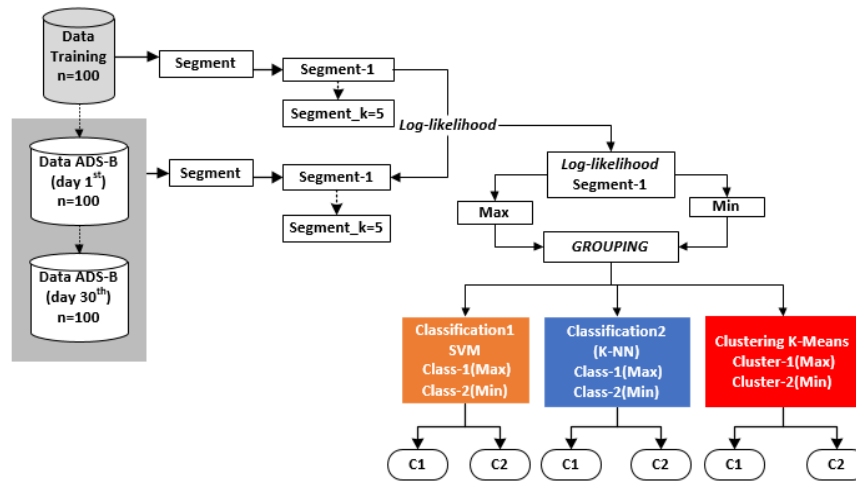 Data
Training
n=100
Segment
Segment-1
Segment_k=5
Log-likelihood
Data ADS-B
(day 1st)
n=100
Segment
Segment-1
Segment_k=5
Data ADS-B
(day 30th)
n=100
Log-likelihood
Segment-1
Max
Min
GROUPING
Classification1
SVM
Class-1(Max)
Class-2(Min)
Classification2
(K-NN)
Class-1(Max)
Class-2(Min)
Clustering K-Means
Cluster-1(Max)
Cluster-2(Min)
C1
C2
C1
C2
C1
C2